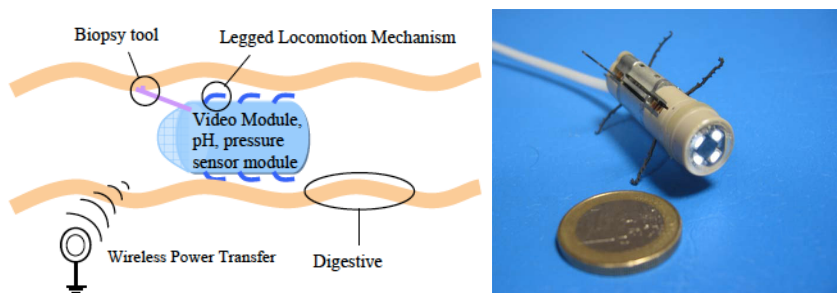 Biopsy tool
Legged Locomotion Mechanism
Video Module,
pH, pressure
sensor module
Wireless Power Transfer
Digestive